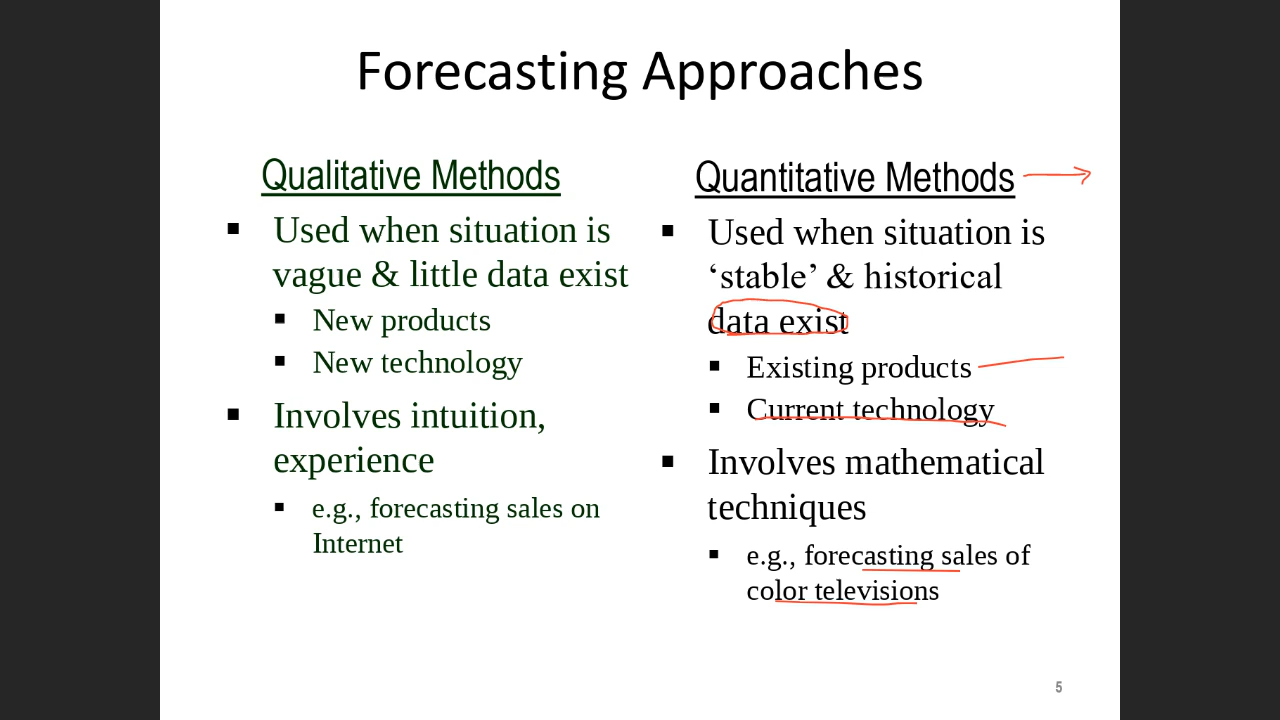 Forecasting Approaches
Qualitative Methods
▪ Used when situation is
vague & little data exist
▪ New products
▪ New technology
▪ Involves intuition,
experience
▪ e.g., forecasting sales on
Internet
Quantitative Methods
▪ Used when situation is
‘stable’ & historical
data exist
▪ Existing products
▪ Current technology
▪ Involves mathematical
techniques
▪ e.g., forecasting sales of
color televisions
5